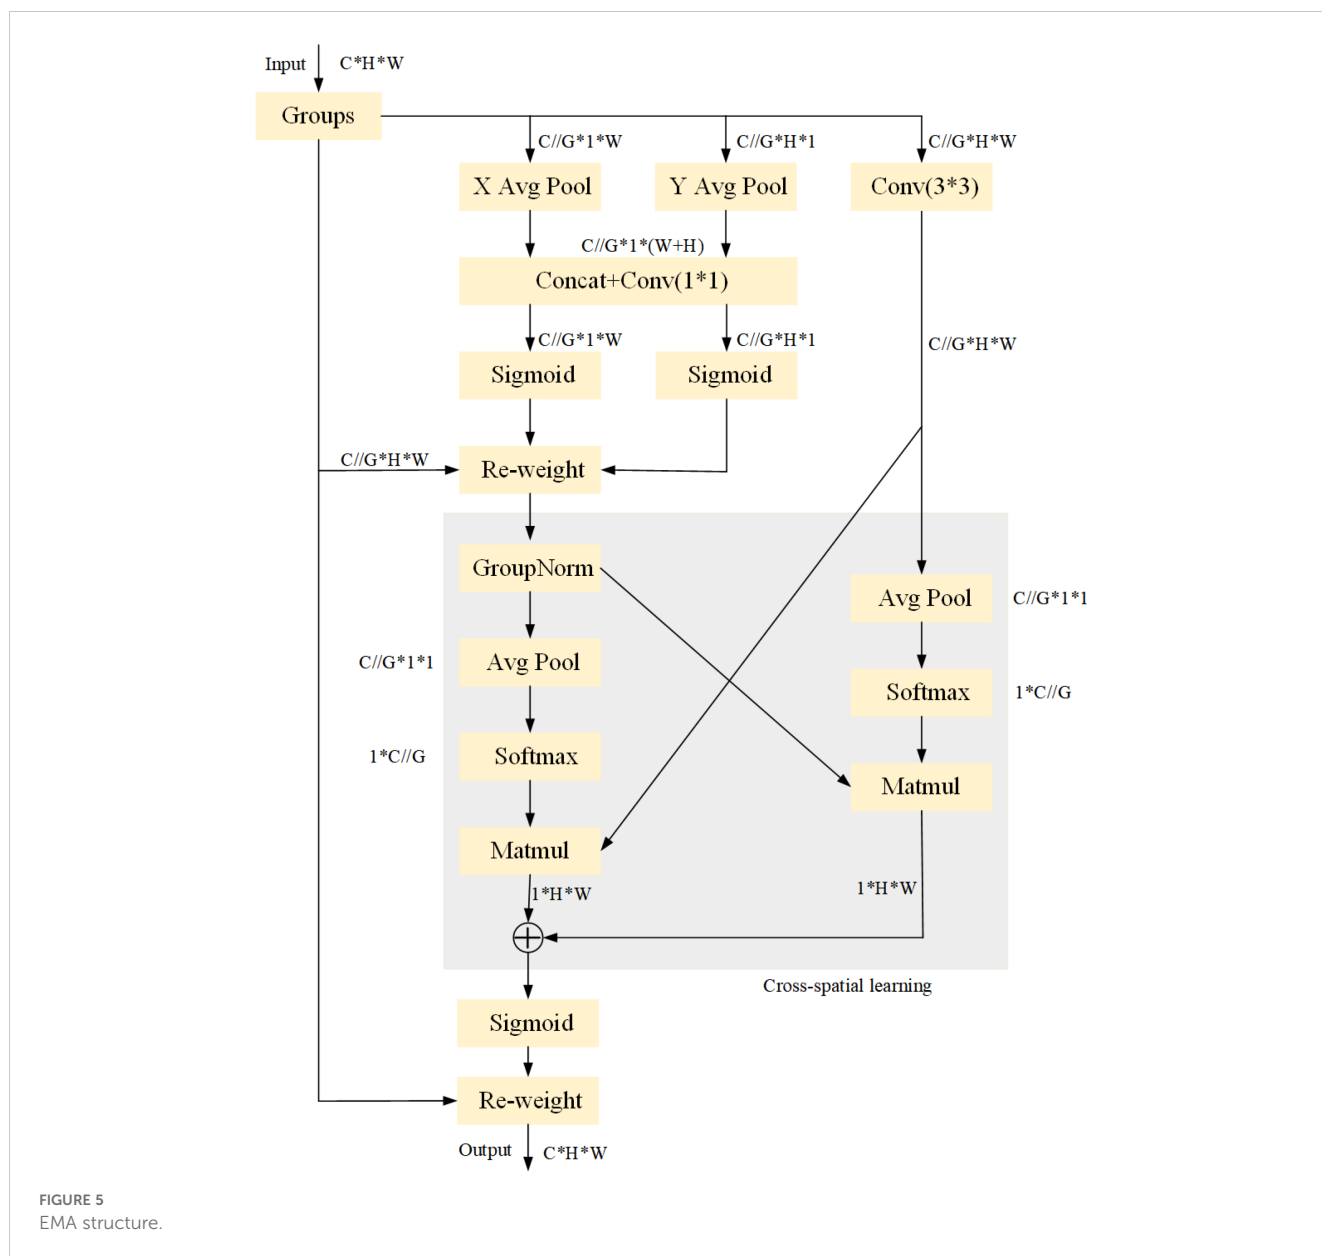 Input C*H*W
Groups
C//G*1*W C//G*H*1 C//G*H*W
X Avg Pool Y Avg Pool Conv(3*3)
C//G*1*(W+H)
Concat+Conv(1*1)
C//G*1*W C//G*H*1 C//G*H*W
Sigmoid Sigmoid
C//G*H*W Re-weight
GroupNorm
Avg Pool C//G*1*1
C//G*1*1 Avg Pool
Softmax 1*C//G
1*C//G Softmax
Matmul
Matmul
1*H*W 1*H*W
Cross-spatial learning
Sigmoid
Re-weight
Output C*H*W
FIGURE 5
EMA structure.